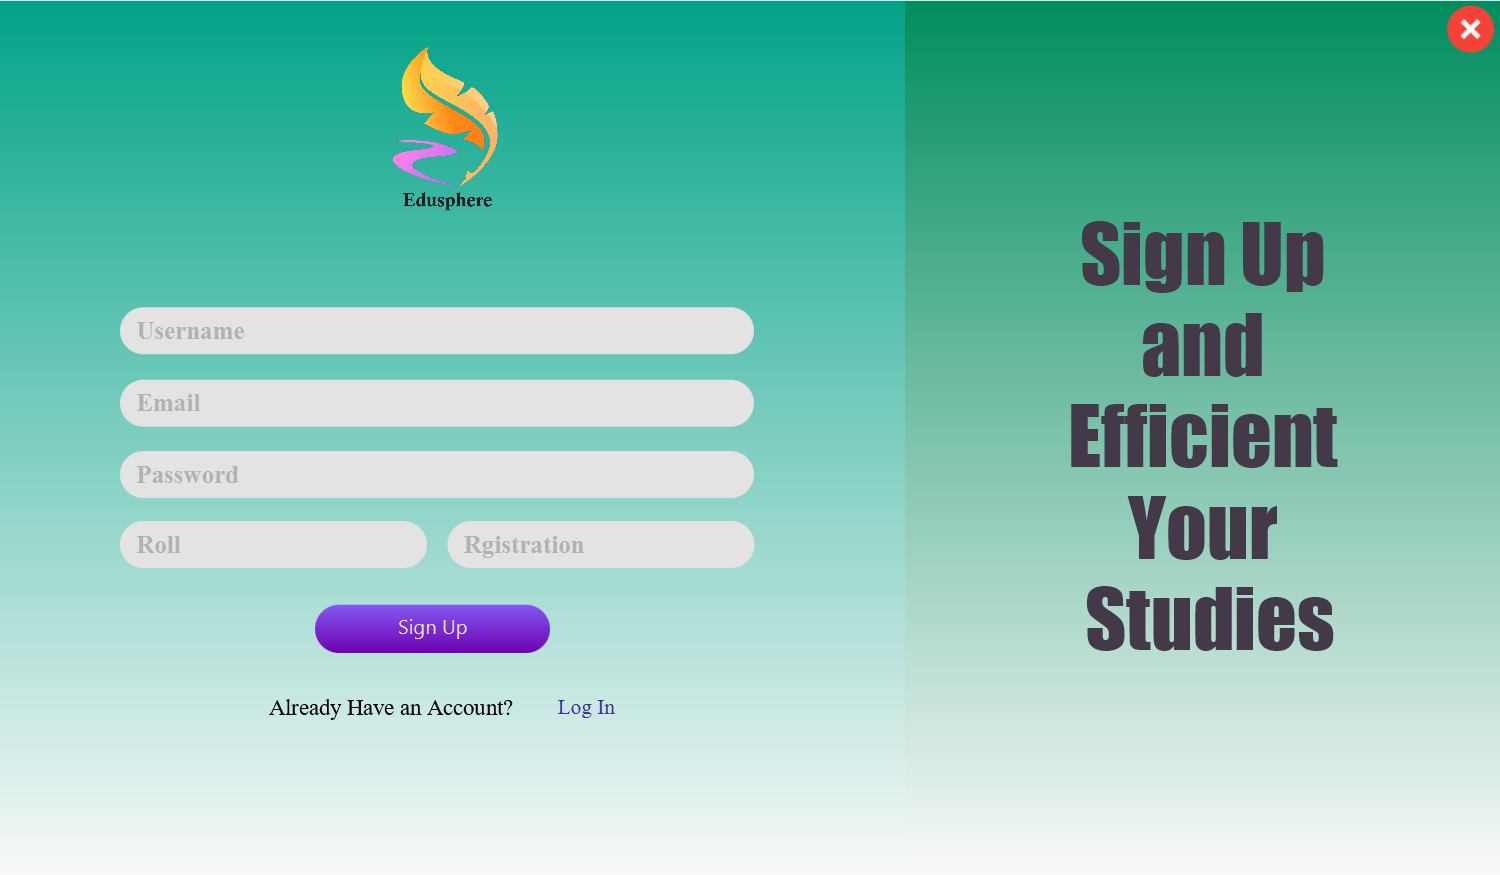 Edusphere
Username
Email
Password
Roll
Rgistration
Sign Up
Already Have an Account?
Log In
Sign Up
and
Efficient
Your
Studies